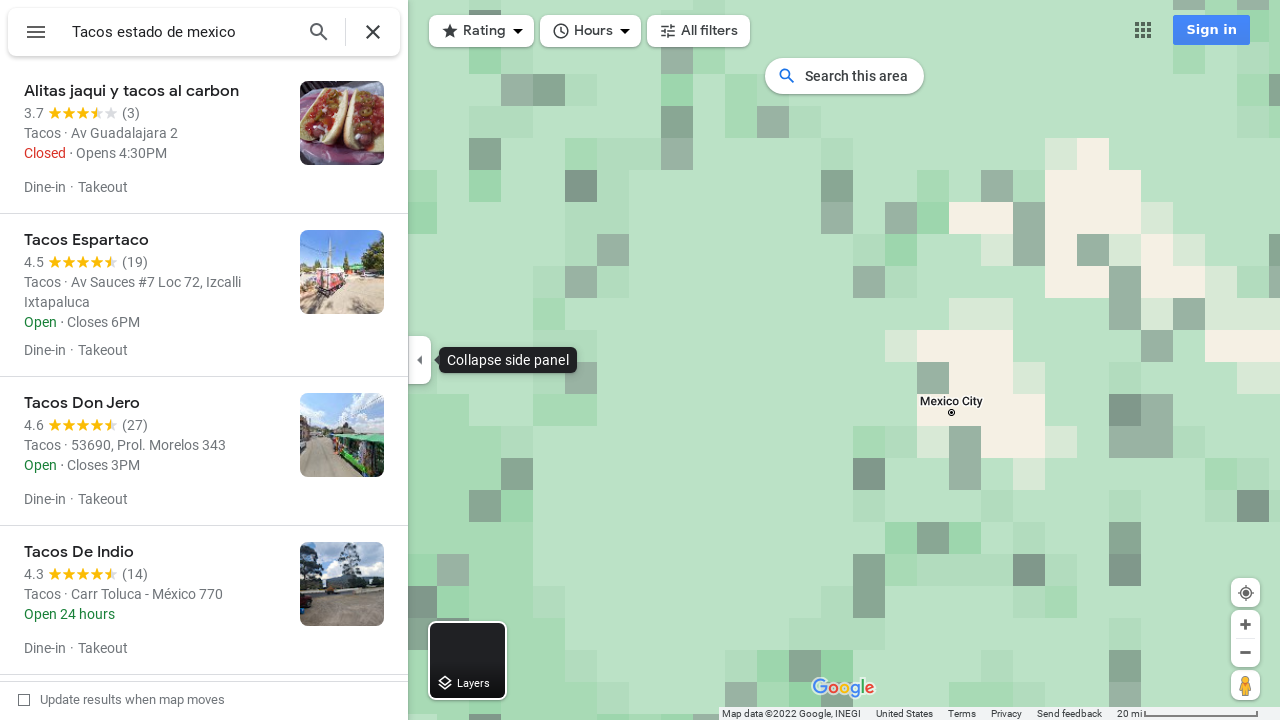 Tacos estado de mexico
Rating
Hours
All filters
Sign in
Search this area
Alitas jaqui y tacos al carbon
3.7 (3)
Tacos · Av Guadalajara 2
Closed · Opens 4:30PM
Dine-in · Takeout
Tacos Espartaco
4.5 (19)
Tacos · Av Sauces #7 Loc 72, Izcalli
Ixtapaluca
Open · Closes 6PM
Dine-in · Takeout
Collapse side panel
Tacos Don Jero
4.6 (27)
Tacos · 53690, Prol. Morelos 343
Open · Closes 3PM
Dine-in · Takeout
Mexico City
Tacos De Indio
4.3 (14)
Tacos · Carr Toluca - México 770
Open 24 hours
Dine-in · Takeout
Update results when map moves
Layers
Google
Map data ©2022 Google, INEGI United States Terms Privacy Send feedback 20 mi